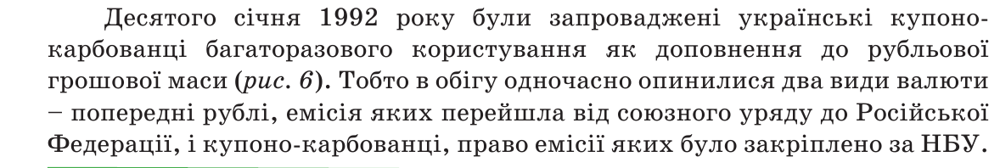 Десятого січня 1992 року були запроваджені українські купоно-
карбованці багаторазового користування як доповнення до рубльової
грошової маси (рис. 6). Тобто в обігу одночасно опинилися два види валюти
– попередні рублі, емісія яких перейшла від союзного уряду до Російської
Федерації, і купоно-карбованці, право емісії яких було закріплено за НБУ.